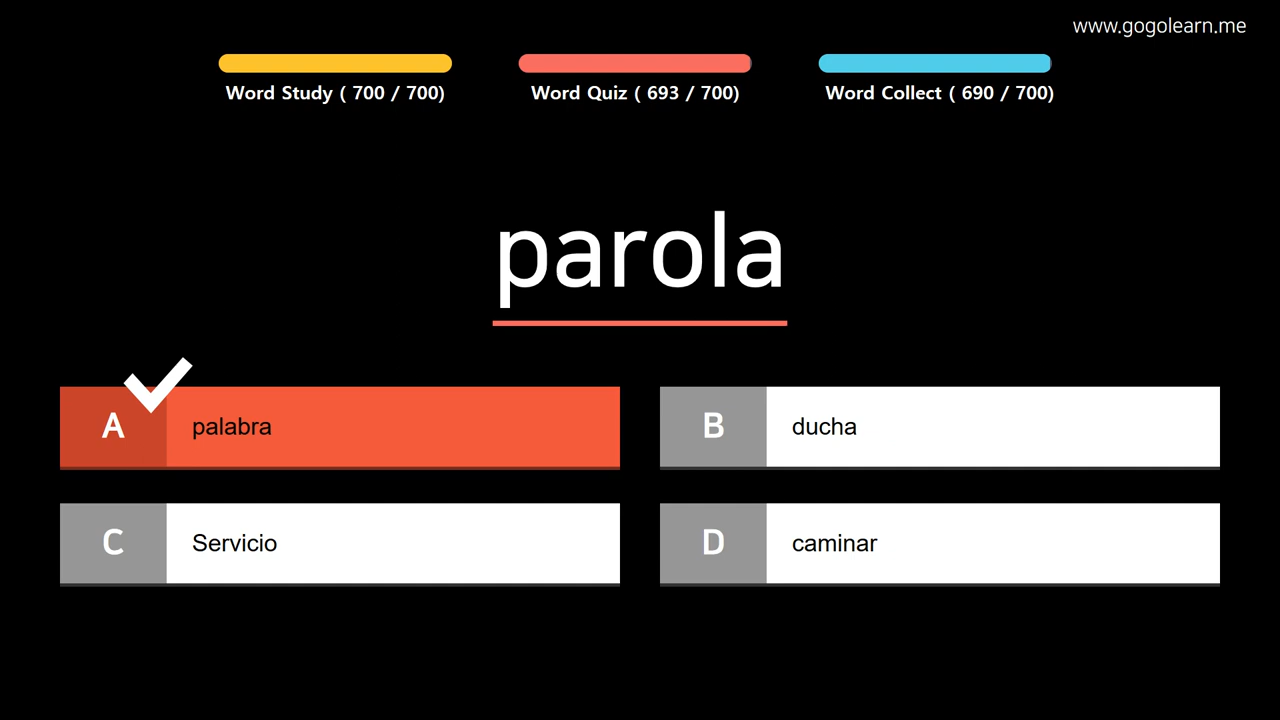 www.gogolearn.me
Word Study ( 700 / 700)
Word Quiz ( 693 / 700)
Word Collect ( 690 / 700)
parola
A palabra
B ducha
C Servicio
D caminar